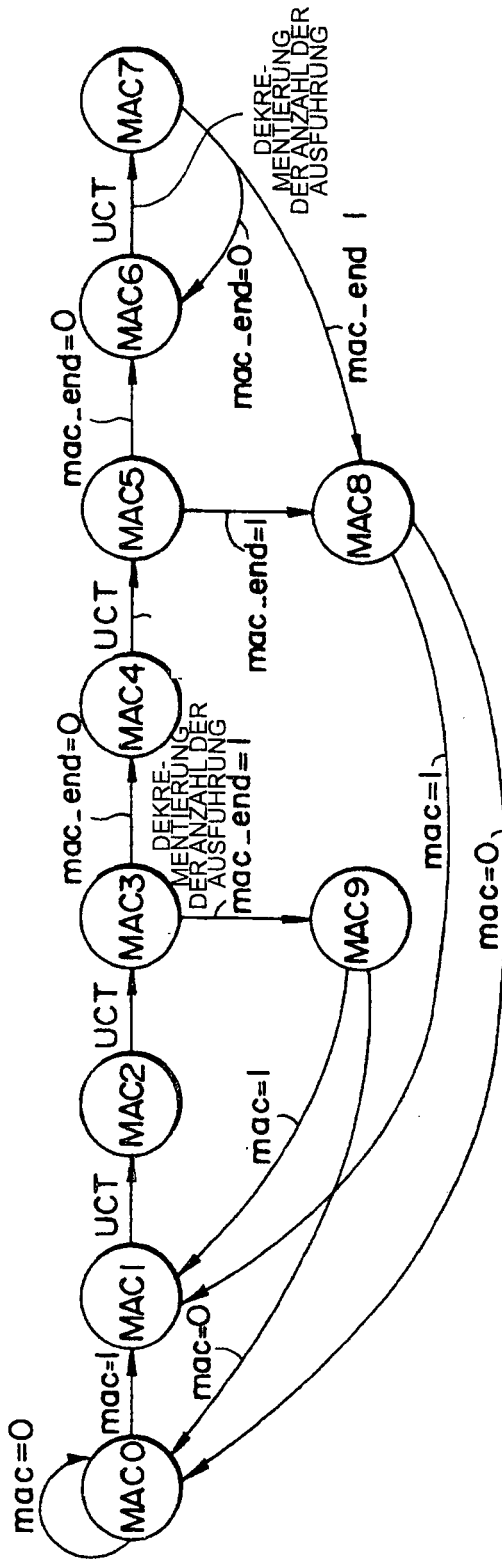 mac=0
MAC0
mac=1
MAC1
UCT
MAC2
UCT
MAC3
mac_end=0
MAC4
UCT
MAC5
mac_end=0
MAC6
UCT
MAC7
DEKRE-
MENTIERUNG
DER ANZAHL DER
AUSFÜHRUNG
mac_end=1
DEKRE-
MENTIERUNG
DER ANZAHL DER
AUSFÜHRUNG
mac_end=0
mac_end=1
mac_end 1
MAC9
MAC8
mac=1
mac=0
mac=1
mac=0